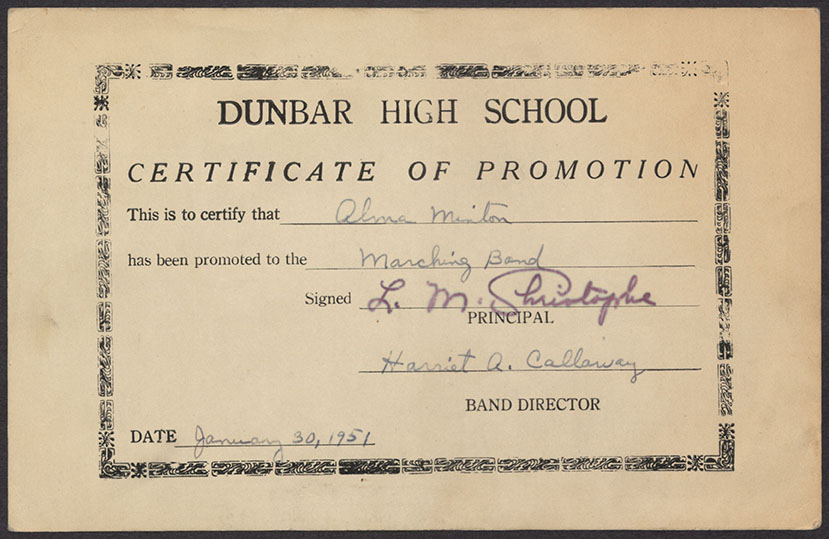 DUNBAR HIGH SCHOOL
CERTIFICATE OF PROMOTION
This is to certify that Alma Minton
has been promoted to the Marching Band
Signed L. M. Christophe
PRINCIPAL
Harriet A. Callaway
BAND DIRECTOR
DATE January 30, 1951